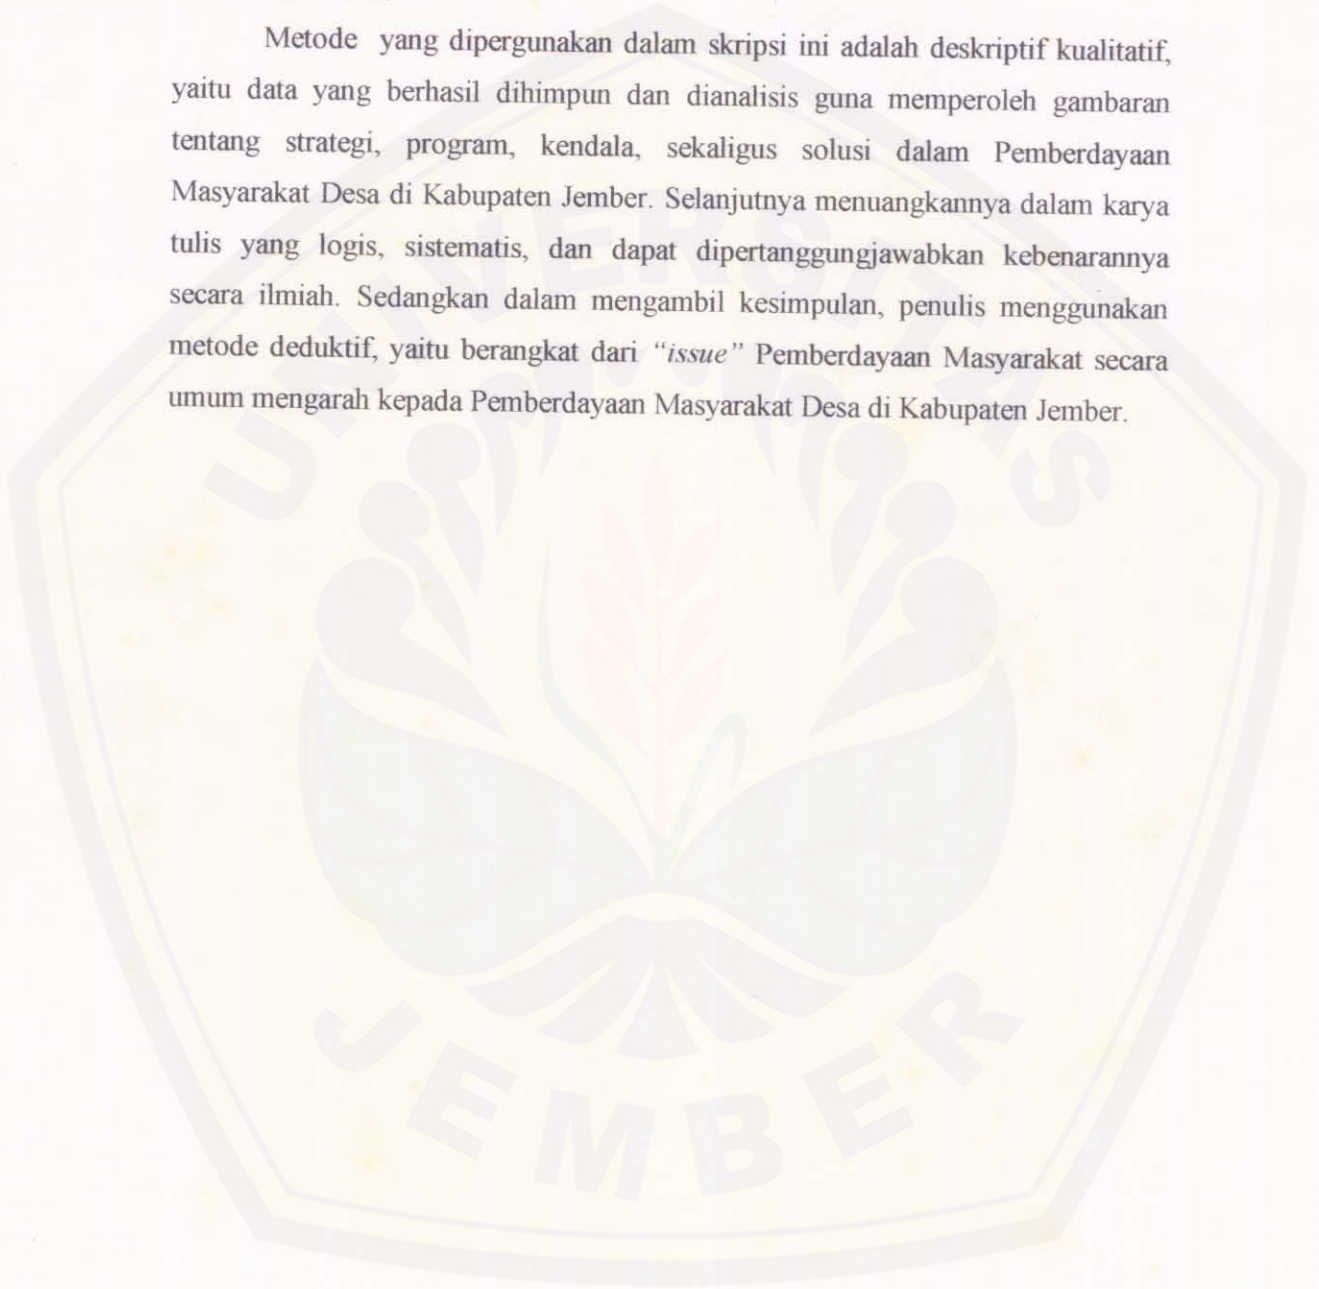 Metode yang dipergunakan dalam skripsi ini adalah deskriptif kualitatif,
yaitu data yang berhasil dihimpun dan dianalisis guna memperoleh gambaran
tentang strategi, program, kendala, sekaligus solusi dalam Pemberdayaan
Masyarakat Desa di Kabupaten Jember. Selanjutnya menuangkannya dalam karya
tulis yang logis, sistematis, dan dapat dipertanggungjawabkan kebenarannya
secara ilmiah. Sedangkan dalam mengambil kesimpulan, penulis menggunakan
metode deduktif, yaitu berangkat dari “issue” Pemberdayaan Masyarakat secara
umum mengarah kepada Pemberdayaan Masyarakat Desa di Kabupaten Jember.
UNIVERSITAS
JEMBER